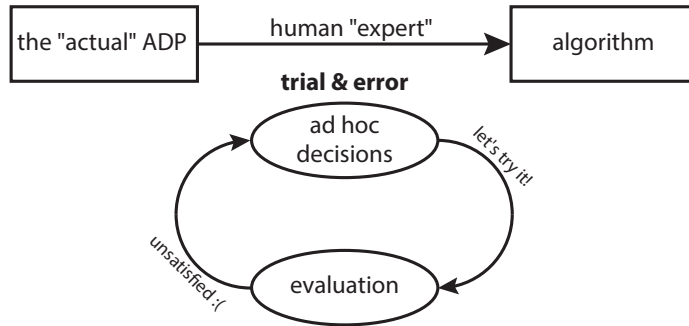 the "actual" ADP
human "expert"
algorithm
trial & error
ad hoc
decisions
let's try it!
unsatisfied :(
evaluation